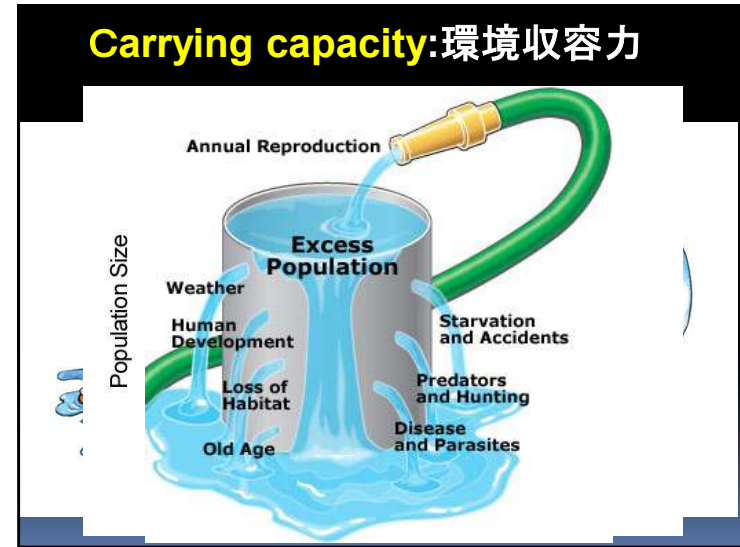 Carrying capacity:環境収容力
Annual Reproduction
Excess
Population
Population Size
Weather
Human
Development
Loss of
Habitat
Old Age
Starvation
and Accidents
Predators
and Hunting
Disease
and Parasites